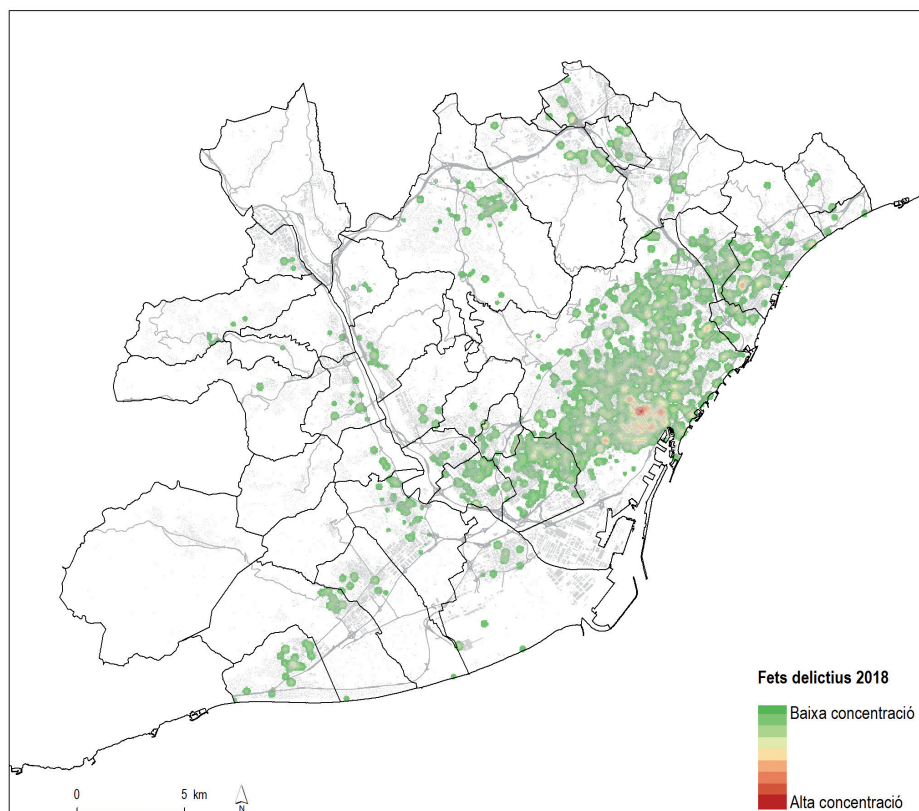 Fets delictius 2018
Baixa concentració
Alta concentració
0 5 km
N